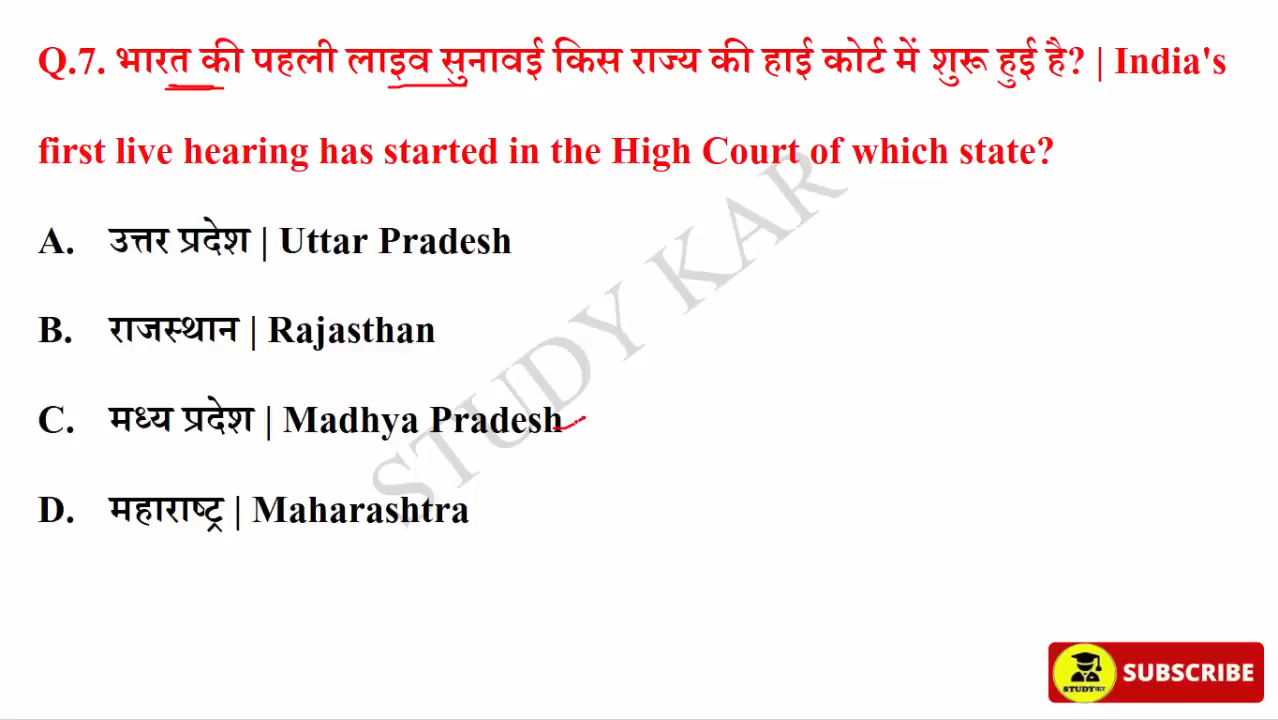 Q.7. भारत की पहली लाइव सुनावई किस राज्य की हाई कोर्ट में शुरू हुई है? | India's
first live hearing has started in the High Court of which state?
A. उत्तर प्रदेश | Uttar Pradesh
B. राजस्थान | Rajasthan
C. मध्य प्रदेश | Madhya Pradesh
D. महाराष्ट्र | Maharashtra
STUDY KAR
STUDYकर
SUBSCRIBE